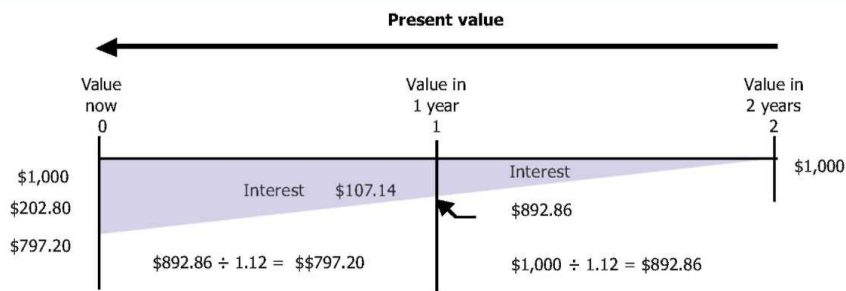 Present value
Value now 0
Value in 1 year 1
Value in 2 years 2
$1,000
$202.80
$797.20
Interest $107.14
Interest
$1,000
$892.86
$892.86 ÷ 1.12 = $$797.20
$1,000 ÷ 1.12 = $892.86